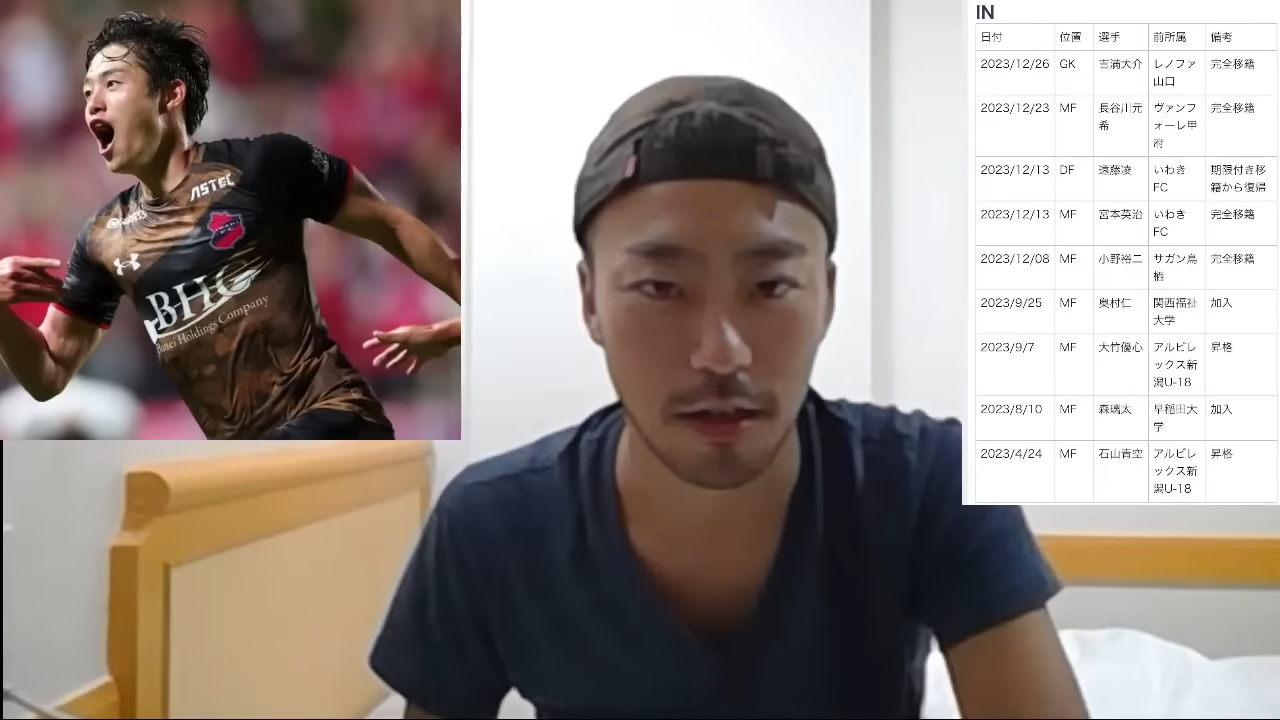 ASTEC
BHG
Banei Holdings Company
IN
日付 位置 選手 前所属 備考
2023/12/26 GK 吉満大介 レノファ 完全移籍
山口
2023/12/23 MF 長谷川元 ヴァンフ 完全移籍
希 ォーレ甲
府
2023/12/13 DF 遠藤凌 いわき 期限付き移
FC 籍から復帰
2023/12/13 MF 宮本英治 いわき 完全移籍
FC
2023/12/08 MF 小野裕二 サガン鳥 完全移籍
栖
2023/9/25 MF 奥村仁 関西福祉 加入
大学
2023/9/7 MF 大竹優心 アルビレ 昇格
ックス新
潟U-18
2023/8/10 MF 森璃太 早稲田大 加入
学
2023/4/24 MF 石山青空 アルビレ 昇格
ックス新
潟U-18